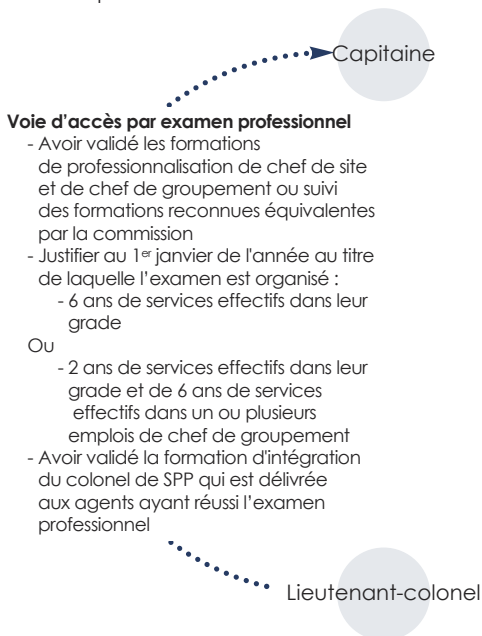 Capitaine
Voie d'accès par examen professionnel
- Avoir validé les formations
de professionnalisation de chef de site
et de chef de groupement ou suivi
des formations reconnues équivalentes
par la commission
- Justifier au 1er janvier de l'année au titre
de laquelle l'examen est organisé :
- 6 ans de services effectifs dans leur
grade
Ou
- 2 ans de services effectifs dans leur
grade et de 6 ans de services
effectifs dans un ou plusieurs
emplois de chef de groupement
- Avoir validé la formation d'intégration
du colonel de SPP qui est délivrée
aux agents ayant réussi l'examen
professionnel
Lieutenant-colonel